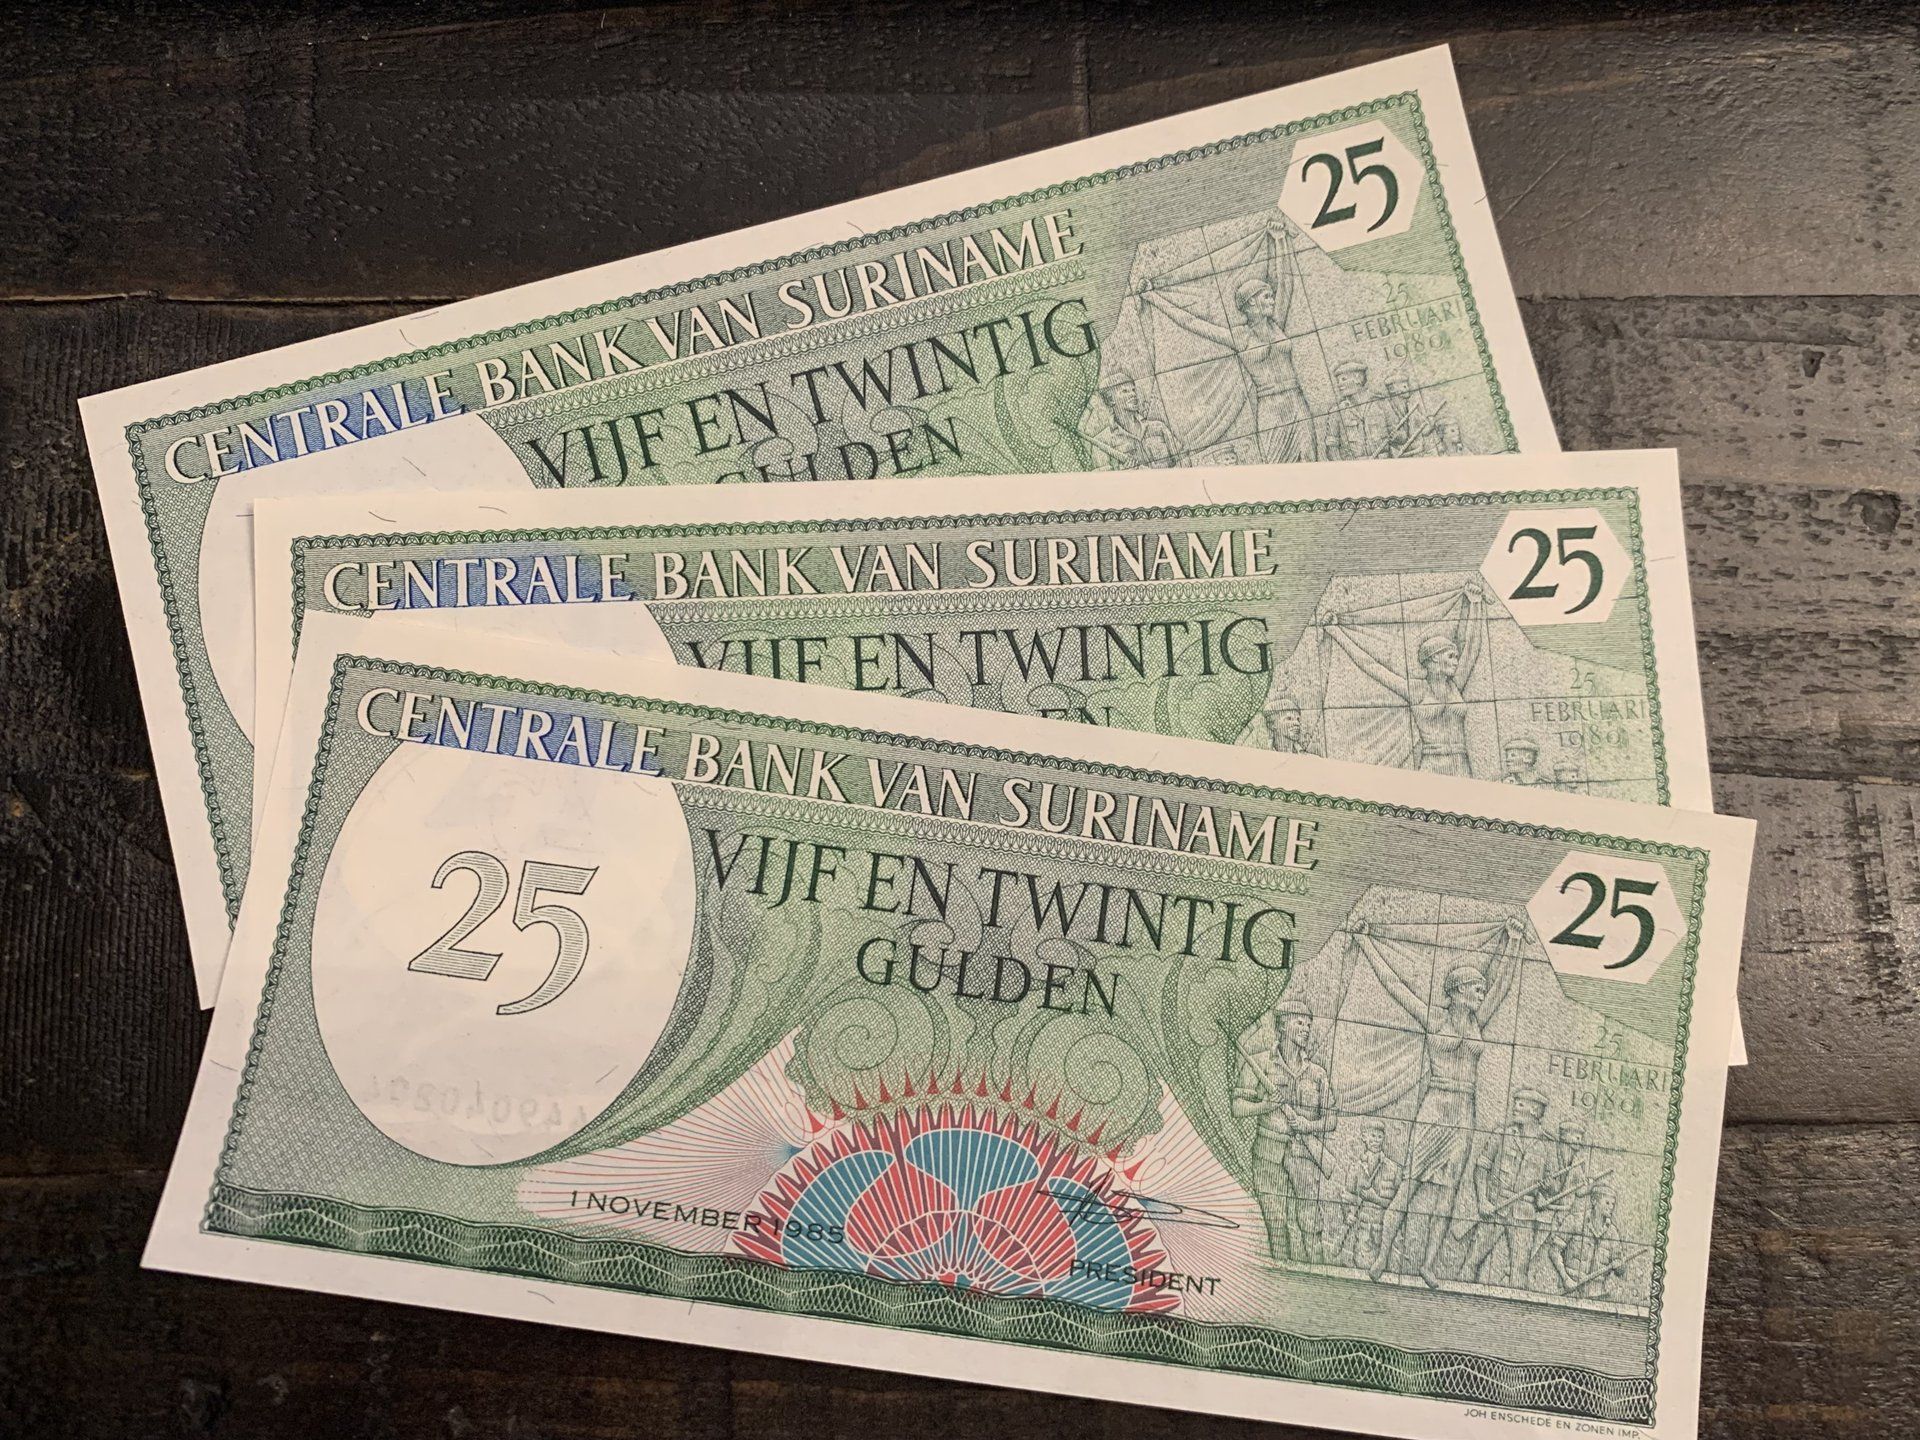 CENTRALE BANK VAN SURINAME
25
VIJF EN TWINTIG
GULDEN
25
FEBRUARI
1980
CENTRALE BANK VAN SURINAME
25
VIJF EN TWINTIG
EN
25
FEBRUARI
1980
CENTRALE BANK VAN SURINAME
25
25
VIJF EN TWINTIG
GULDEN
25
FEBRUARI
1980
1 NOVEMBER 1985
PRESIDENT
JOH ENSCHEDE EN ZONEN IMP.